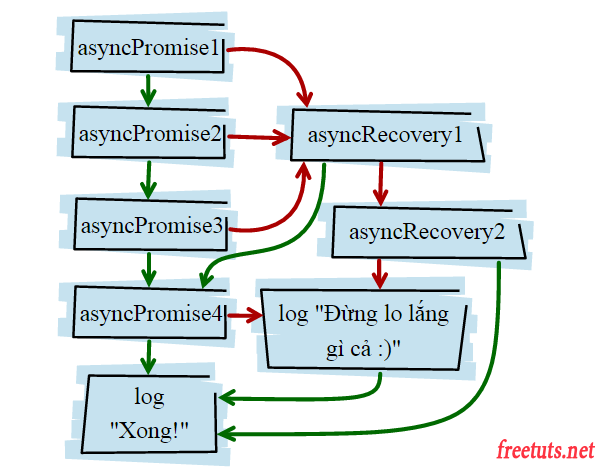 asyncPromise1
asyncPromise2
asyncRecovery1
asyncPromise3
asyncRecovery2
asyncPromise4
log "Đừng lo lắng
gì cả :)"
log
"Xong!"
freetuts.net